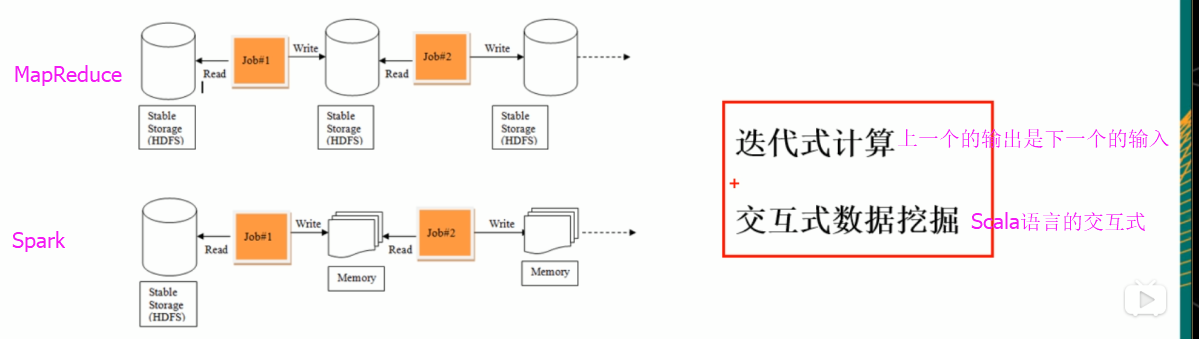 MapReduce
Job#1
Write
Job#2
Write
Read
Read
Stable
Storage
(HDFS)
Stable
Storage
(HDFS)
Stable
Storage
(HDFS)
迭代式计算 上一个的输出是下一个的输入
交互式数据挖掘 Scala语言的交互式
Spark
Job#1
Write
Job#2
Write
Read
Read
Memory
Memory
Stable
Storage
(HDFS)